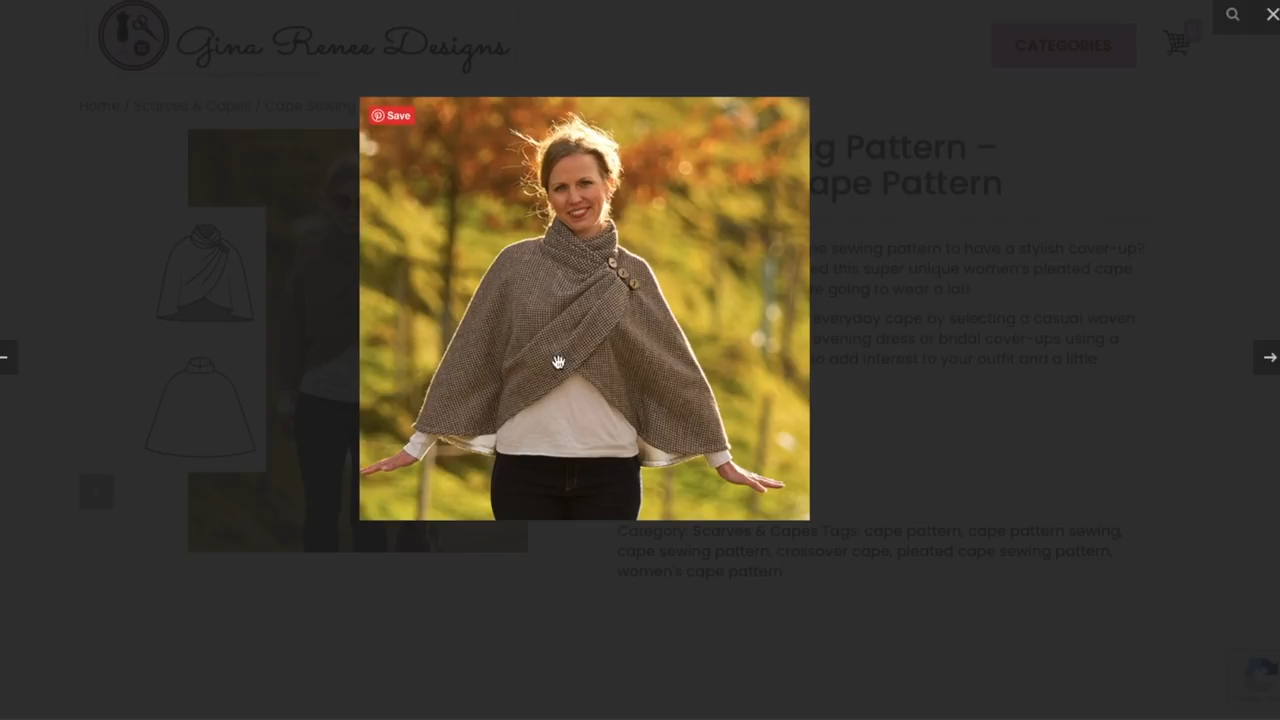 Gina Renee Designs
CATEGORIES
Home / Scarves & Capes / Cape Sewing
Save
Pattern –
Cape Pattern
sewing pattern to have a stylish cover-up?
this super unique women's pleated cape
going to wear a lot!
everyday cape by selecting a casual woven
evening dress or bridal cover-ups using a
to add interest to your outfit and a little
Category: Scarves & Capes Tags: cape pattern, cape pattern sewing,
cape sewing pattern, crossover cape, pleated cape sewing pattern,
women's cape pattern